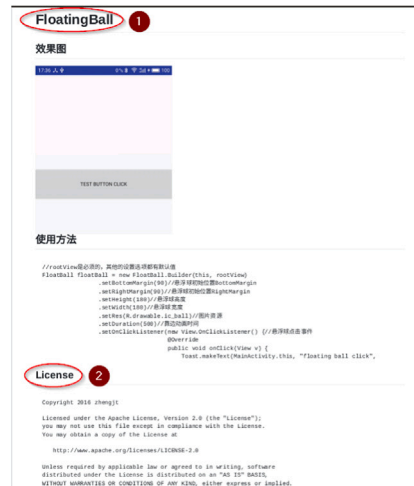 FloatingBall
1
效果图
TEST BUTTON CLICK
使用方法
//rootView是必须的，其他的设置选项都有默认值
FloatBall floatBall = new FloatBall.Builder(this, rootView)
.setBottomMargin(90)//悬浮球初始位置BottomMargin
.setRightMargin(90)//悬浮球初始位置RightMargin
.setHeight(180)//悬浮球高度
.setWidth(180)//悬浮球宽度
.setRes(R.drawable.ic_ball)//图片资源
.setDuration(500)//靠边动画时间
.setOnClickListener(new View.OnClickListener() {//悬浮球点击事件
@Override
public void onClick(View v) {
Toast.makeText(MainActivity.this, "floating ball click",
License
2
Copyright 2016 zhengjt
Licensed under the Apache License, Version 2.0 (the "License");
you may not use this file except in compliance with the License.
You may obtain a copy of the License at
http://www.apache.org/licenses/LICENSE-2.0
Unless required by applicable law or agreed to in writing, software
distributed under the License is distributed on an "AS IS" BASIS,
WITHOUT WARRANTIES OR CONDITIONS OF ANY KIND, either express or implied.